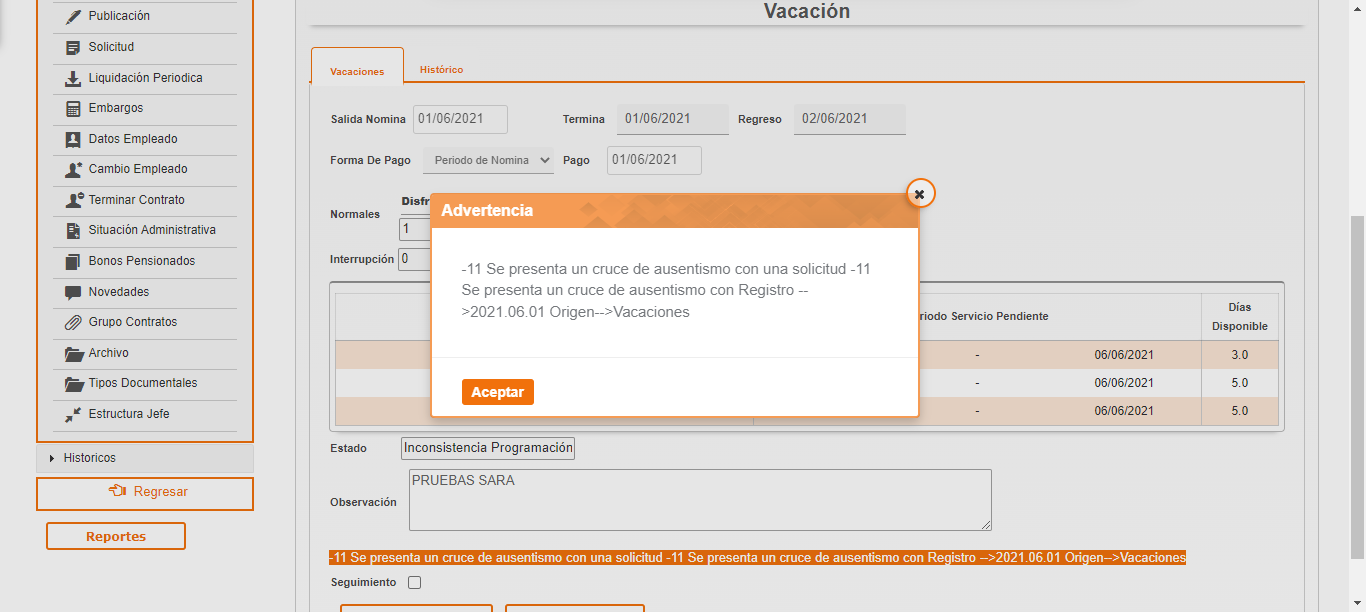 Publicación
Solicitud
Liquidación Periodica
Embargos
Datos Empleado
Cambio Empleado
Terminar Contrato
Situación Administrativa
Bonos Pensionados
Novedades
Grupo Contratos
Archivo
Tipos Documentales
Estructura Jefe
Historicos
Regresar
Reportes
Vacación
Vacaciones Histórico
Salida Nomina 01/06/2021 Termina 01/06/2021 Regreso 02/06/2021
Forma De Pago Periodo de Nomina Pago 01/06/2021
Disfr
Normales 1
Interrupción 0
Advertencia
-11 Se presenta un cruce de ausentismo con una solicitud -11
Se presenta un cruce de ausentismo con Registro --
>2021.06.01 Origen-->Vacaciones
Aceptar
riodo Servicio Pendiente Días
Disponible
- 06/06/2021 3.0
- 06/06/2021 5.0
- 06/06/2021 5.0
Estado Inconsistencia Programación
Observación PRUEBAS SARA
-11 Se presenta un cruce de ausentismo con una solicitud -11 Se presenta un cruce de ausentismo con Registro -->2021.06.01 Origen-->Vacaciones
Seguimiento